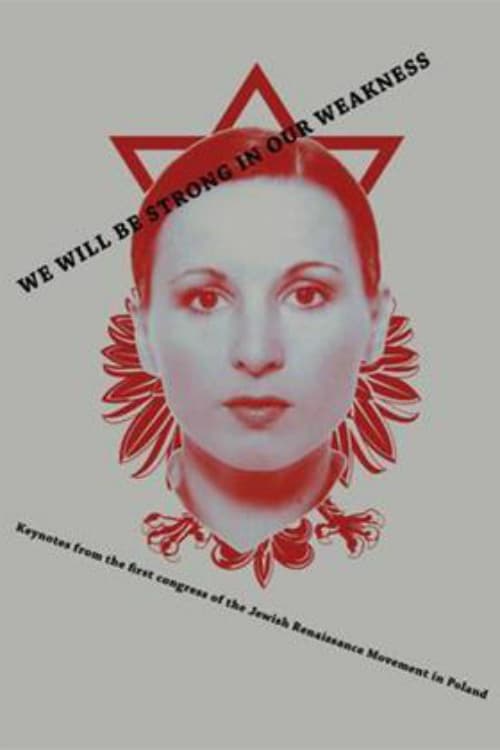 WE WILL BE STRONG IN OUR WEAKNESS
Keynotes from the first congress of the Jewish Renaissance Movement in Poland